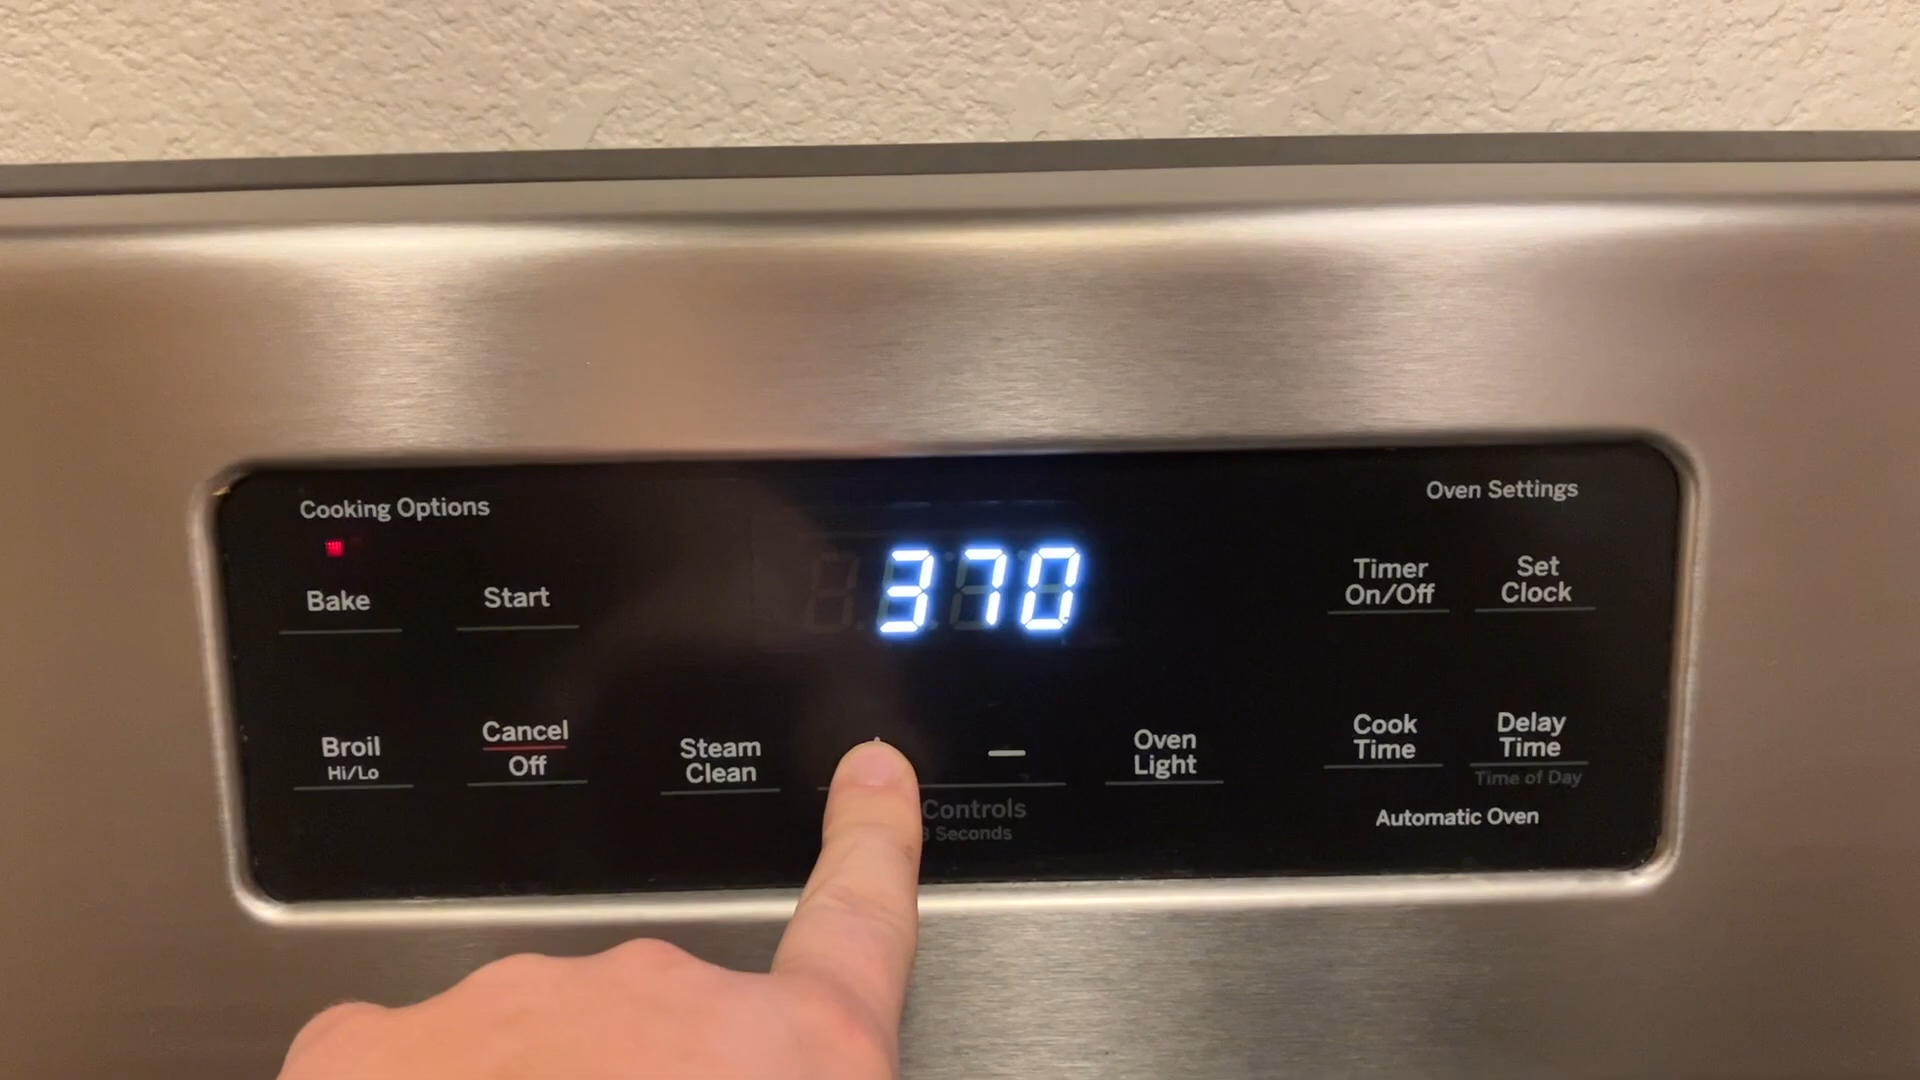 Cooking Options
Oven Settings
370
Bake
Start
Timer
On/Off
Set
Clock
Broil
Hi/Lo
Cancel
Off
Steam
Clean
Oven
Light
Cook
Time
Delay
Time
Time of Day
Controls
Seconds
Automatic Oven